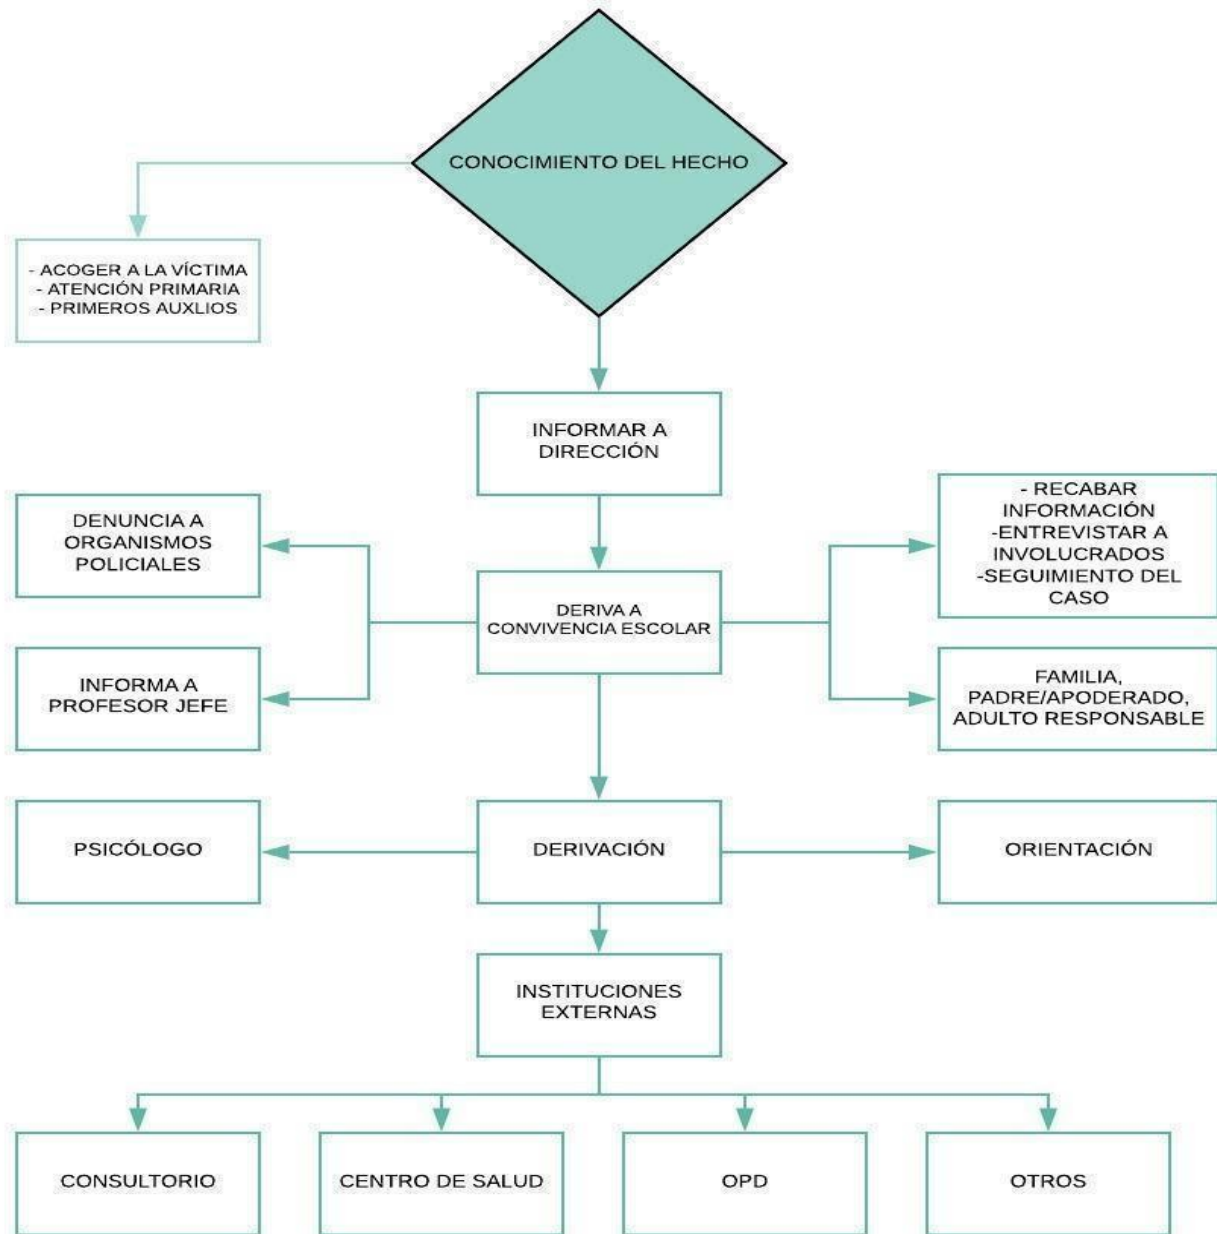 CONOCIMIENTO DEL HECHO
- ACOGER A LA VÍCTIMA
- ATENCIÓN PRIMARIA
- PRIMEROS AUXLIOS
INFORMAR A
DIRECCIÓN
DENUNCIA A
ORGANISMOS
POLICIALES
- RECABAR
INFORMACIÓN
-ENTREVISTAR A
INVOLUCRADOS
-SEGUIMIENTO DEL
CASO
DERIVA A
CONVIVENCIA ESCOLAR
INFORMA A
PROFESOR JEFE
FAMILIA,
PADRE/APODERADO,
ADULTO RESPONSABLE
PSICÓLOGO
DERIVACIÓN
ORIENTACIÓN
INSTITUCIONES
EXTERNAS
CONSULTORIO
CENTRO DE SALUD
OPD
OTROS